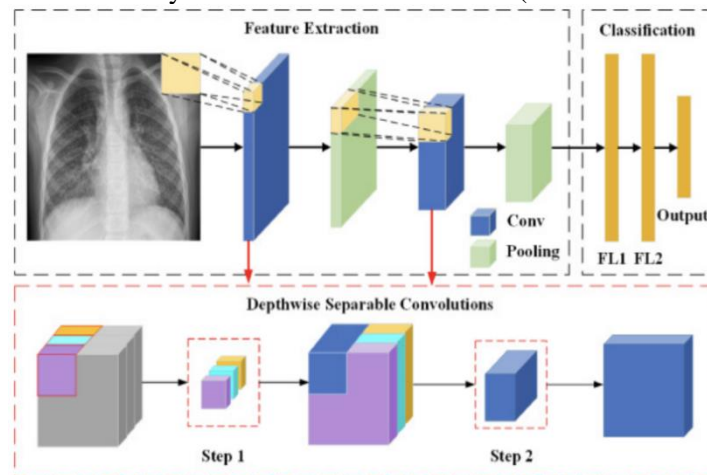 Feature Extraction
Classification
Conv
Pooling
FL1 FL2
Output
Depthwise Separable Convolutions
Step 1
Step 2